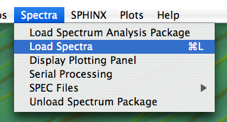 Spectra SPHINX Plots Help
Load Spectrum Analysis Package
Load Spectra ⌘L
Display Plotting Panel
Serial Processing
SPEC Files
Unload Spectrum Package